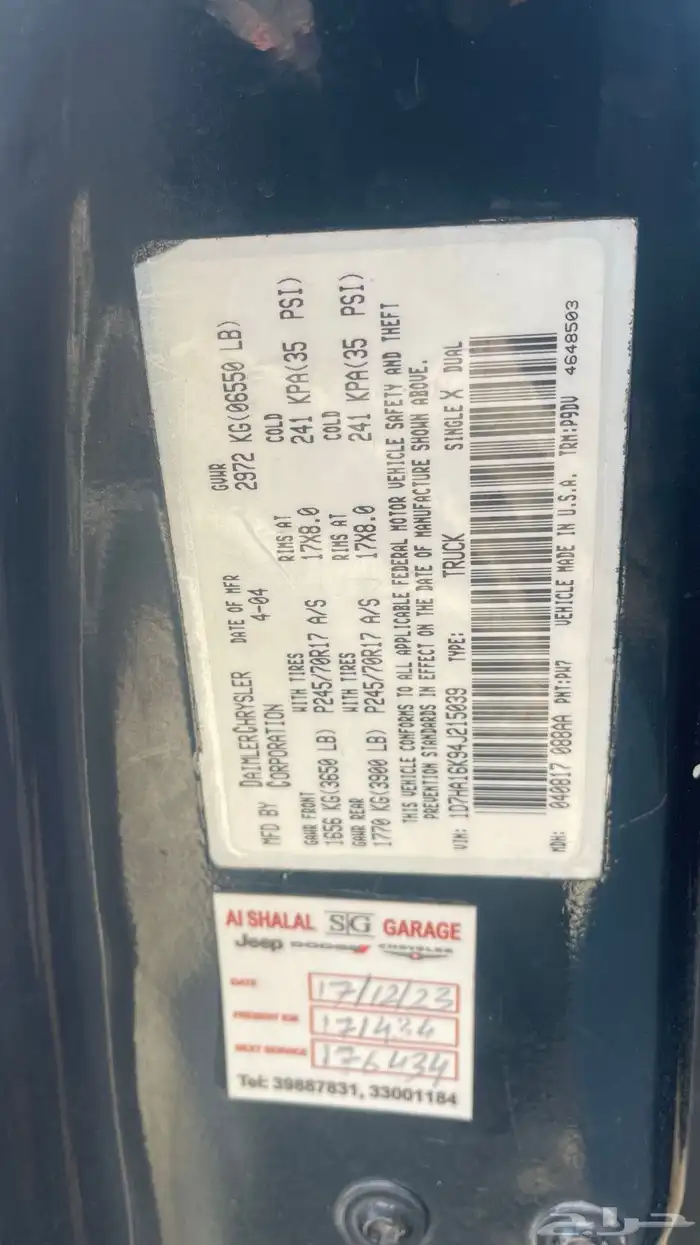 MFD BY DAIMLERCHRYSLER CORPORATION DATE OF MFR 4-04 GVWR 2972 KG(06550 LB)
GAWR FRONT WITH TIRES RIMS AT COLD
1656 KG(3650 LB) P245/70R17 A/S 17X8.0 241 KPA(35 PSI)
GAWR REAR WITH TIRES RIMS AT COLD
1770 KG(3900 LB) P245/70R17 A/S 17X8.0 241 KPA(35 PSI)
THIS VEHICLE CONFORMS TO ALL APPLICABLE FEDERAL MOTOR VEHICLE SAFETY AND THEFT
PREVENTION STANDARDS IN EFFECT ON THE DATE OF MANUFACTURE SHOWN ABOVE.
VIN: 1D7HA16K94J215039 TYPE: TRUCK SINGLE X DUAL
MDH: 040817 088AA PNT:PW7 VEHICLE MADE IN U.S.A. TRM:P9DV 4648503
Al SHALAL SG GARAGE
Jeep DODGE CHRYSLER
DATE 17/12/23
PRESENT KM 171434
NEXT SERVICE 176434
Tel: 39887831, 33001184
حراج